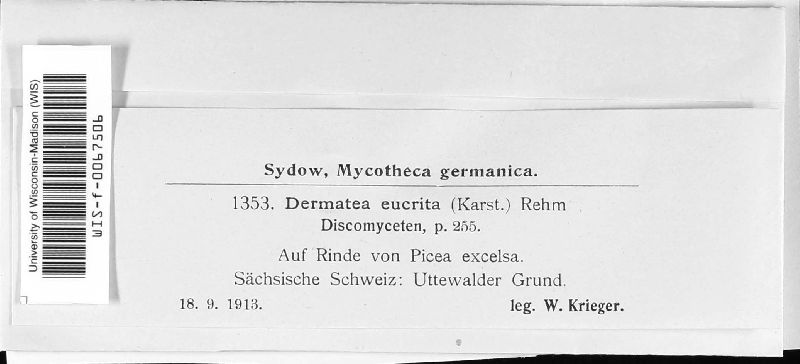 University of Wisconsin-Madison (WIS)
WIS-f-0067506
Sydow, Mycotheca germanica.
1353. Dermatea eucrita (Karst.) Rehm
Discomyceten, p. 255.
Auf Rinde von Picea excelsa.
Sächsische Schweiz: Uttewalder Grund.
18. 9. 1913. leg. W. Krieger.